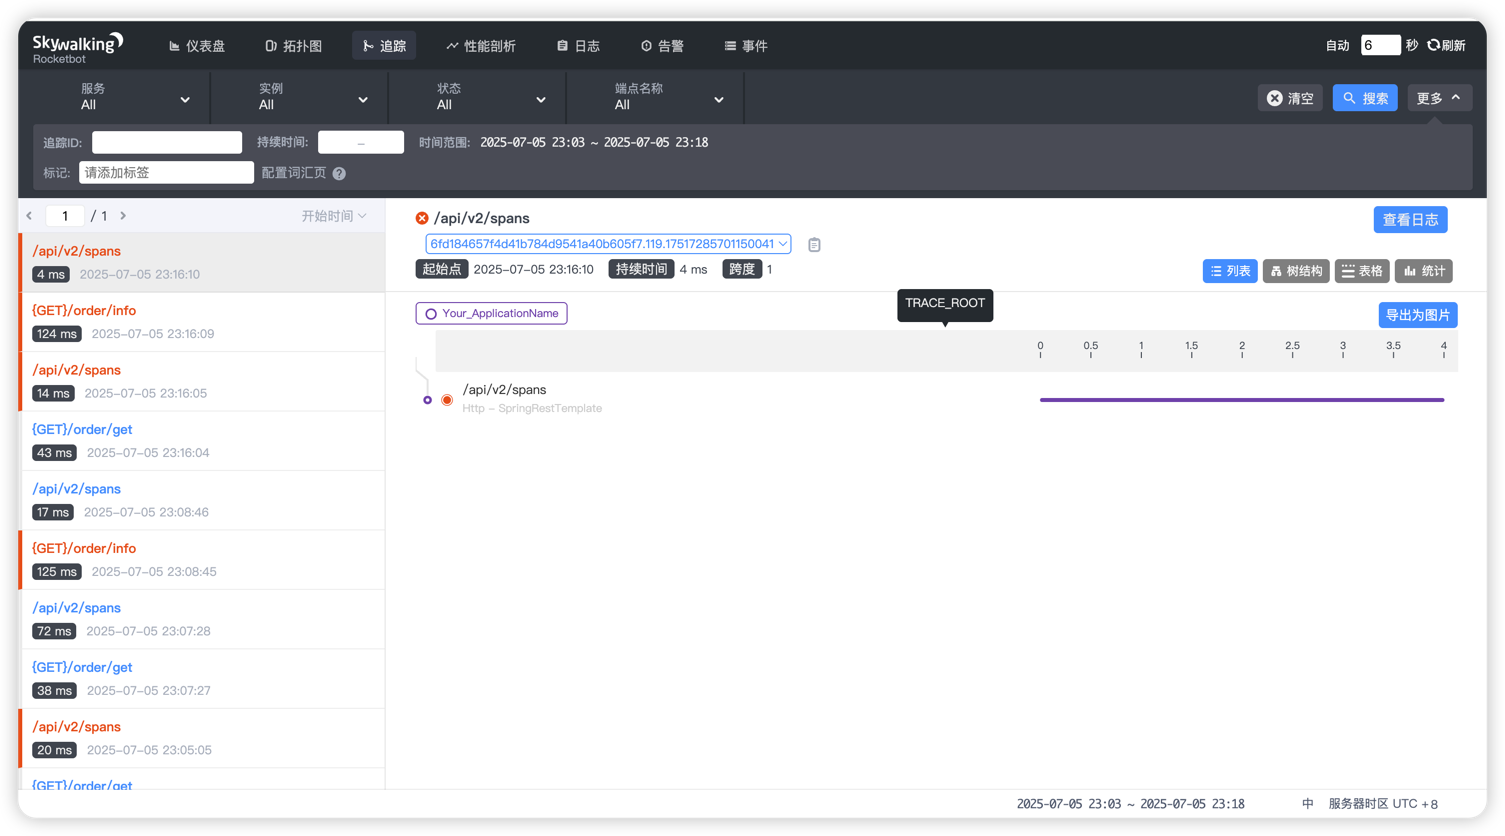 Skywalking
Rocketbot
仪表盘
拓扑图
追踪
性能剖析
日志
告警
事件
自动 6 秒 刷新
服务
All
实例
All
状态
All
端点名称
All
清空
搜索
更多
追踪ID:
持续时间: –
时间范围: 2025-07-05 23:03 ~ 2025-07-05 23:18
标记: 请添加标签
配置词汇页 ?
1 / 1
开始时间
/api/v2/spans
4 ms 2025-07-05 23:16:10
{GET}/order/info
124 ms 2025-07-05 23:16:09
/api/v2/spans
14 ms 2025-07-05 23:16:05
{GET}/order/get
43 ms 2025-07-05 23:16:04
/api/v2/spans
17 ms 2025-07-05 23:08:46
{GET}/order/info
125 ms 2025-07-05 23:08:45
/api/v2/spans
72 ms 2025-07-05 23:07:28
{GET}/order/get
38 ms 2025-07-05 23:07:27
/api/v2/spans
20 ms 2025-07-05 23:05:05
{GET}/order/get
/api/v2/spans
查看日志
6fd184657f4d41b784d9541a40b605f7.119.17517285701150041
起始点 2025-07-05 23:16:10 持续时间 4 ms 跨度 1
列表
树结构
表格
统计
Your_ApplicationName
TRACE_ROOT
导出为图片
0 0.5 1 1.5 2 2.5 3 3.5 4
/api/v2/spans
Http - SpringRestTemplate
2025-07-05 23:03 ~ 2025-07-05 23:18
中
服务器时区 UTC +8